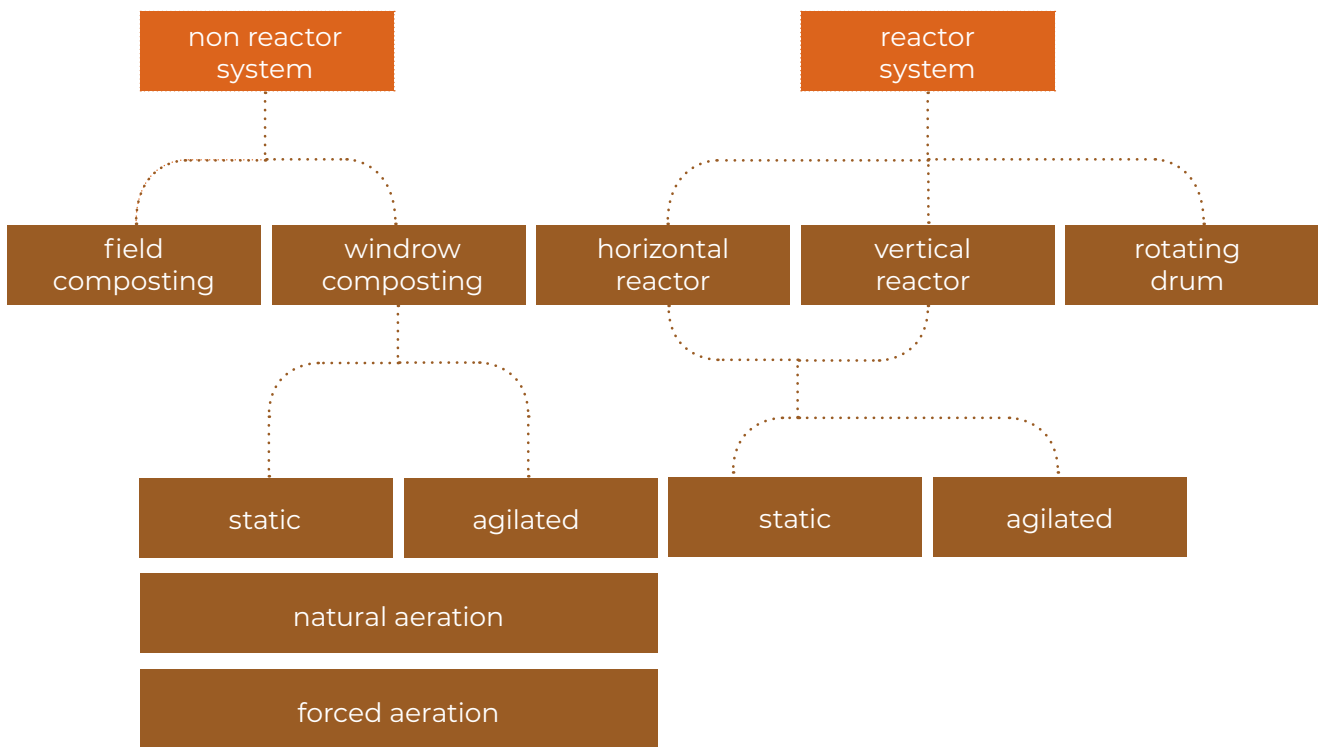 non reactor
system
reactor
system
field
composting
windrow
composting
horizontal
reactor
vertical
reactor
rotating
drum
static
agilated
static
agilated
natural aeration
forced aeration